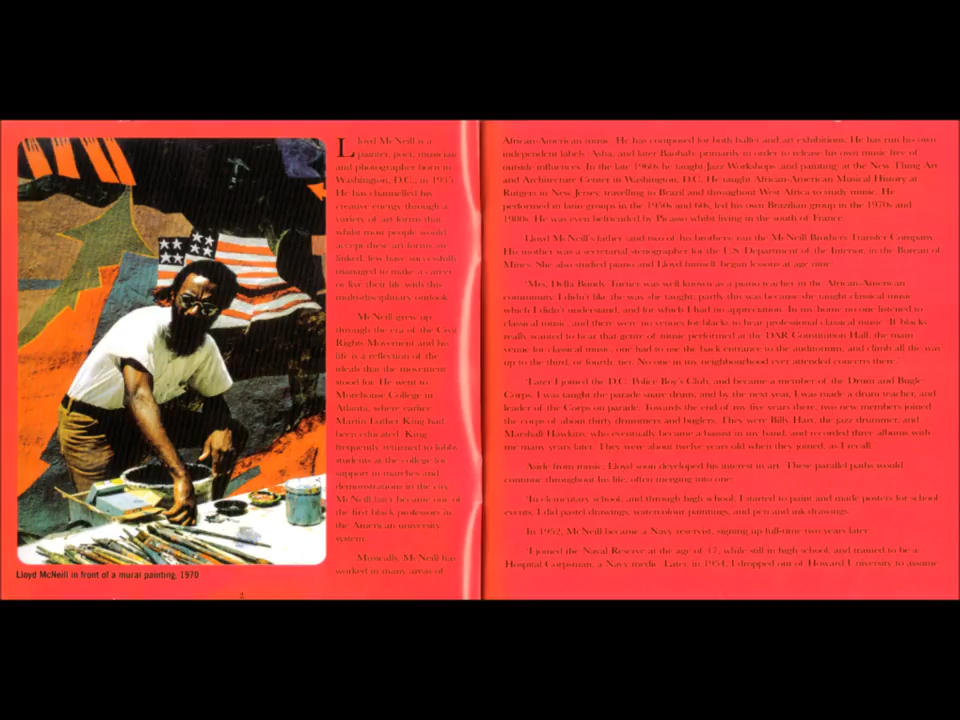 Lloyd McNeill is a
painter, poet, musician
and photographer born in
Washington, D.C., in 1935.
He has channelled his
creative energy through a
variety of art forms that
whilst most people would
accept these art forms are
linked, few have successfully
managed to make a career
or live their life with this
multi-disciplinary outlook.
McNeill grew up
through the era of the Civil
Rights Movement and his
life is a reflection of the
ideals that the movement
stood for. He went to
Morehouse College in
Atlanta, where earlier
Martin Luther King had
been educated. King
frequently returned to lobby
students at the college for
support in marches and
demonstrations in the city.
McNeill later became one of
the first black professors in
the American university
system.
Musically, McNeill has
worked in many areas of
Lloyd McNeill in front of a mural painting, 1970
2
African-American music. He has composed for both ballet and art exhibitions. He has run his own
independent labels, Asha, and later Baobab, primarily in order to release his own music free of
outside influences. In the late 1960s he taught Jazz Workshops and painting at the New Thing Art
and Architecture Center in Washington, D.C. He taught African-American Musical History at
Rutgers in New Jersey, travelling to Brazil and throughout West Africa to study music. He
performed in latin groups in the 1950s and 60s, led his own Brazilian group in the 1970s and
1980s. He was even befriended by Picasso whilst living in the south of France.
Lloyd McNeill's father (and two of his brothers) ran the McNeill Brothers Transfer Company.
His mother was a secretarial stenographer for the U.S. Department of the Interior, in the Bureau of
Mines. She also studied piano and Lloyd himself began lessons at age nine.
'Mrs. Della Bonds Turner was well known as a piano teacher in the African-American
community. I didn't like the way she taught; partly this was because she taught classical music
which I didn't understand, and for which I had no appreciation. In my home no one listened to
classical music, and there were no venues for blacks to hear professional classical music. If blacks
really wanted to hear that genre of music performed at the DAR Constitution Hall, the main
venue for classical music, one had to use the back entrance to the auditorium, and climb all the way
up to the third, or fourth, tier. No one in my neighbourhood ever attended concerts there.'
'Later I joined the D.C. Police Boy's Club, and became a member of the Drum and Bugle
Corps. I was taught the parade snare drum, and by the next year, I was made a drum teacher, and
leader of the Corps on parade. Towards the end of my five years there, two new members joined
the corps of about thirty drummers and buglers. They were Billy Hart, the jazz drummer, and
Marshall Hawkins, who eventually became a bassist in my band, and recorded three albums with
me many years later. They were about twelve years old when they joined, as I recall.'
Aside from music, Lloyd soon developed his interest in art. These parallel paths would
continue throughout his life, often merging into one:
'In elementary school, and through high school, I started to paint and made posters for school
events. I did pastel drawings, watercolour paintings, and pen and ink drawings.'
In 1952, McNeill became a Navy reservist, signing up full-time two years later:
'I joined the Naval Reserve at the age of 17, while still in high school, and trained to be a
Hospital Corpsman, a Navy medic. Later, in 1954, I dropped out of Howard University to assume